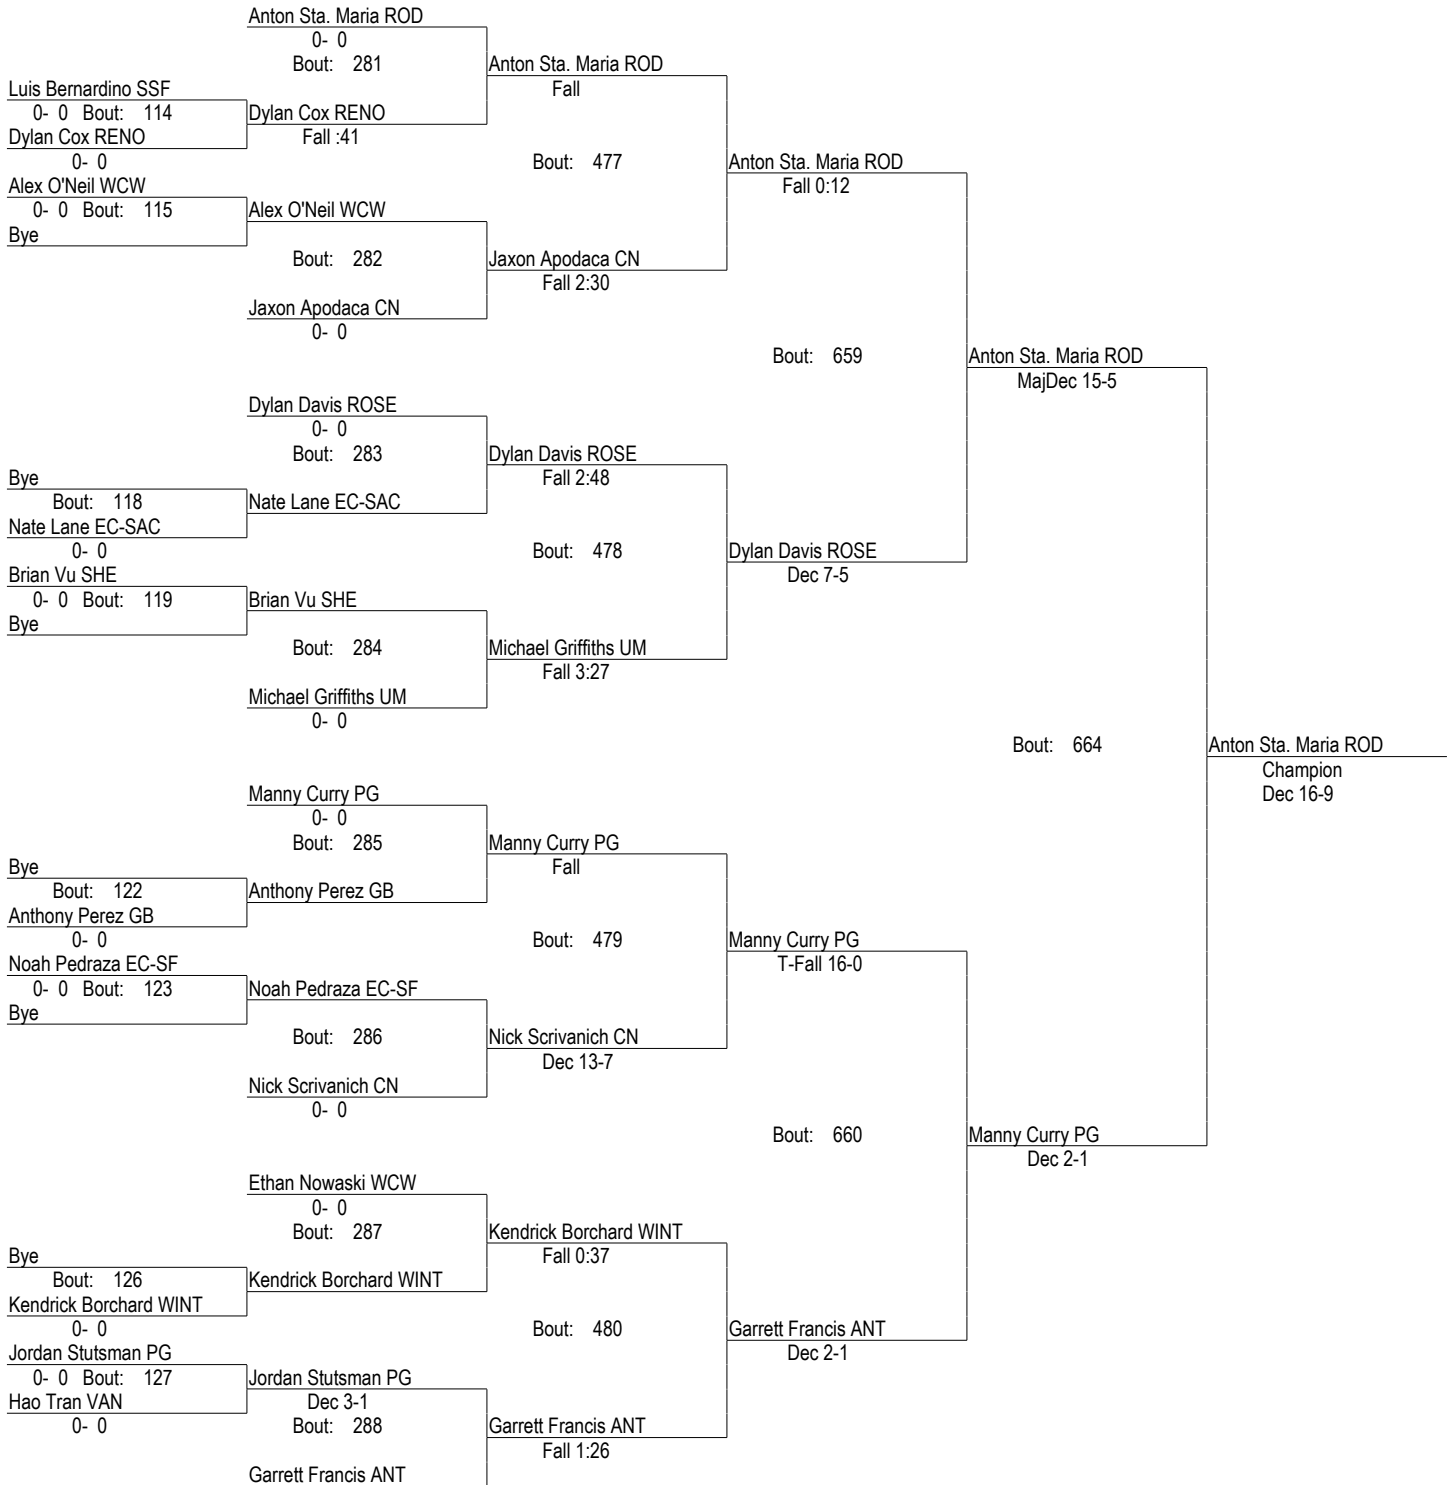 Anton Sta. Maria ROD
0- 0
Bout: 281
Anton Sta. Maria ROD
Fall
Luis Bernardino SSF
0- 0 Bout: 114
Dylan Cox RENO
Dylan Cox RENO
Fall :41
0- 0
Bout: 477
Anton Sta. Maria ROD
Fall 0:12
Alex O'Neil WCW
0- 0 Bout: 115
Alex O'Neil WCW
Bye
Bout: 282
Jaxon Apodaca CN
Fall 2:30
Jaxon Apodaca CN
0- 0
Bout: 659
Anton Sta. Maria ROD
MajDec 15-5
Dylan Davis ROSE
0- 0
Bout: 283
Dylan Davis ROSE
Fall 2:48
Bye
Bout: 118
Nate Lane EC-SAC
Nate Lane EC-SAC
0- 0
Bout: 478
Dylan Davis ROSE
Dec 7-5
Brian Vu SHE
0- 0 Bout: 119
Brian Vu SHE
Bye
Bout: 284
Michael Griffiths UM
Fall 3:27
Michael Griffiths UM
0- 0
Bout: 664
Anton Sta. Maria ROD
Champion
Dec 16-9
Manny Curry PG
0- 0
Bout: 285
Manny Curry PG
Fall
Bye
Bout: 122
Anthony Perez GB
Anthony Perez GB
0- 0
Bout: 479
Manny Curry PG
T-Fall 16-0
Noah Pedraza EC-SF
0- 0 Bout: 123
Noah Pedraza EC-SF
Bye
Bout: 286
Nick Scrivanich CN
Dec 13-7
Nick Scrivanich CN
0- 0
Bout: 660
Manny Curry PG
Dec 2-1
Ethan Nowaski WCW
0- 0
Bout: 287
Kendrick Borchard WINT
Fall 0:37
Bye
Bout: 126
Kendrick Borchard WINT
Kendrick Borchard WINT
0- 0
Bout: 480
Garrett Francis ANT
Dec 2-1
Jordan Stutsman PG
0- 0 Bout: 127
Jordan Stutsman PG
Hao Tran VAN
Dec 3-1
0- 0
Bout: 288
Garrett Francis ANT
Fall 1:26
Garrett Francis ANT